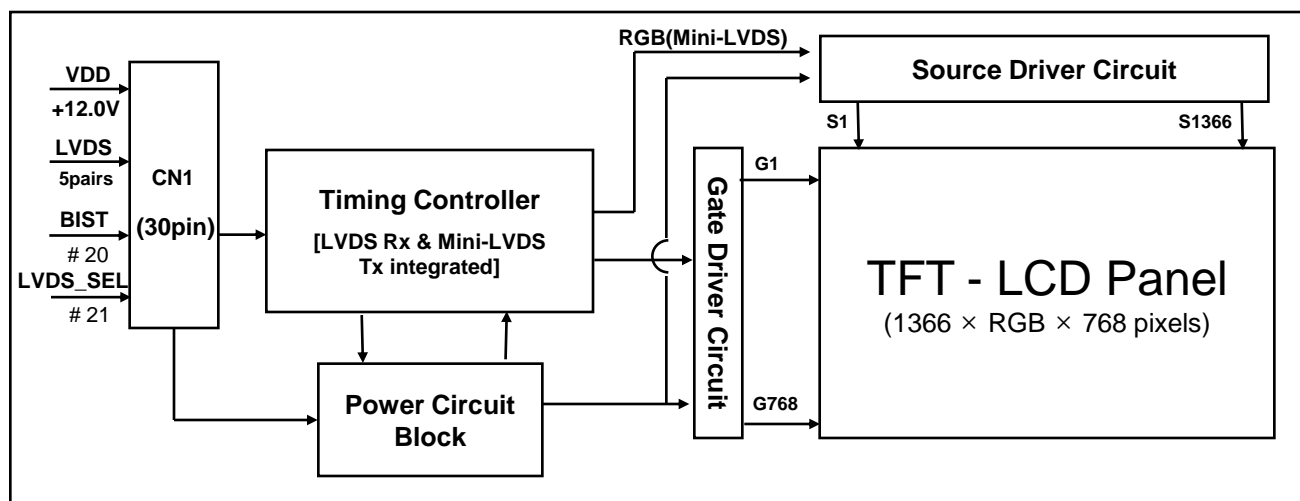 VDD
+12.0V
LVDS
5pairs
BIST
# 20
LVDS_SEL
# 21
CN1
(30pin)
Timing Controller
[LVDS Rx & Mini-LVDS
Tx integrated]
Power Circuit
Block
RGB(Mini-LVDS)
Source Driver Circuit
S1
S1366
Gate Driver Circuit
G1
G768
TFT - LCD Panel
(1366 × RGB × 768 pixels)